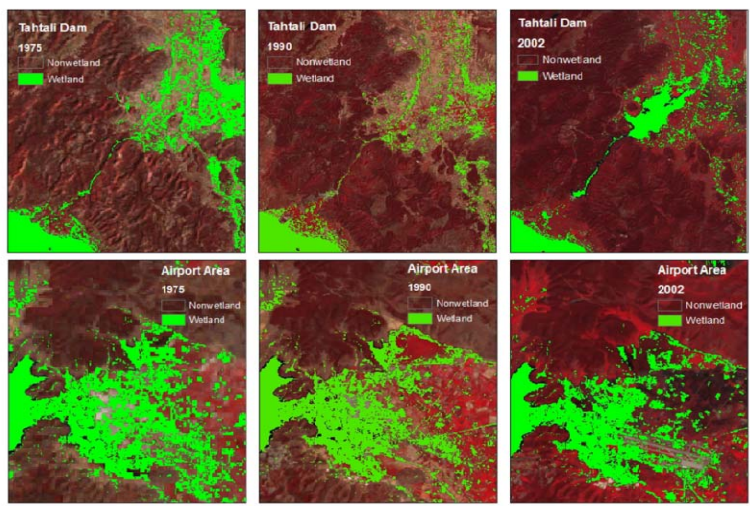 Tahtali Dam
1975
Nonwetland
Wetland
Tahtali Dam
1990
Nonwetland
Wetland
Tahtali Dam
2002
Nonwetland
Wetland
Airport Area
1975
Nonwetland
Wetland
Airport Area
1990
Nonwetland
Wetland
Airport Area
2002
Nonwetland
Wetland